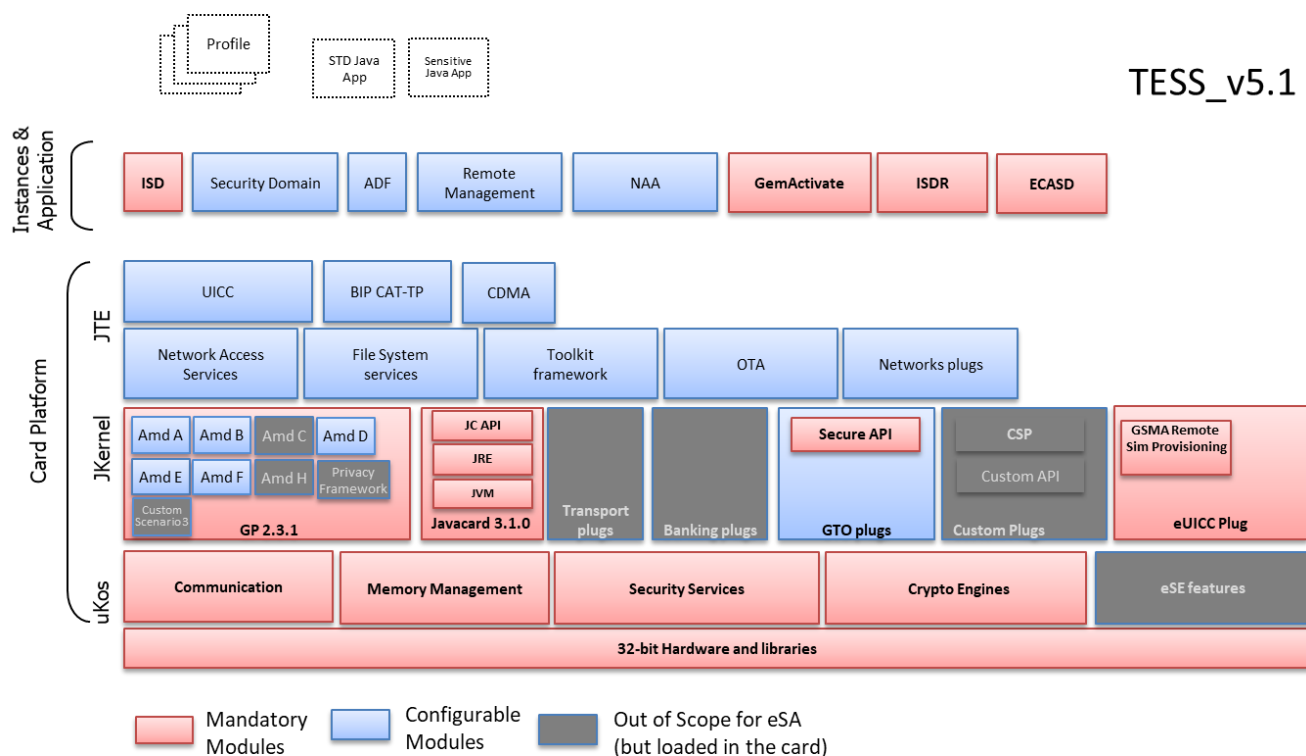 Profile
STD Java
App
Sensitive
Java App
TESS_v5.1
Instances &
Application
ISD
Security Domain
ADF
Remote
Management
NAA
GemActivate
ISDR
ECASD
Card Platform
JTE
UICC
BIP CAT-TP
CDMA
Network Access
Services
File System
services
Toolkit
framework
OTA
Networks plugs
JKernel
Amd A
Amd B
Amd C
Amd D
Amd E
Amd F
Amd H
Privacy
Framework
Custom
Scenario3
GP 2.3.1
JC API
JRE
JVM
Javacard 3.1.0
Transport
plugs
Banking plugs
Secure API
GTO plugs
CSP
Custom API
Custom Plugs
GSMA Remote
Sim Provisioning
eUICC Plug
uKos
Communication
Memory Management
Security Services
Crypto Engines
eSE features
32-bit Hardware and libraries
Mandatory
Modules
Configurable
Modules
Out of Scope for eSA
(but loaded in the card)